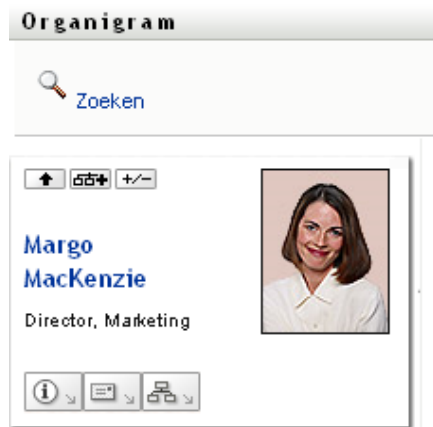 Organigram
Zoeken
+/−
Margo
MacKenzie
Director, Marketing